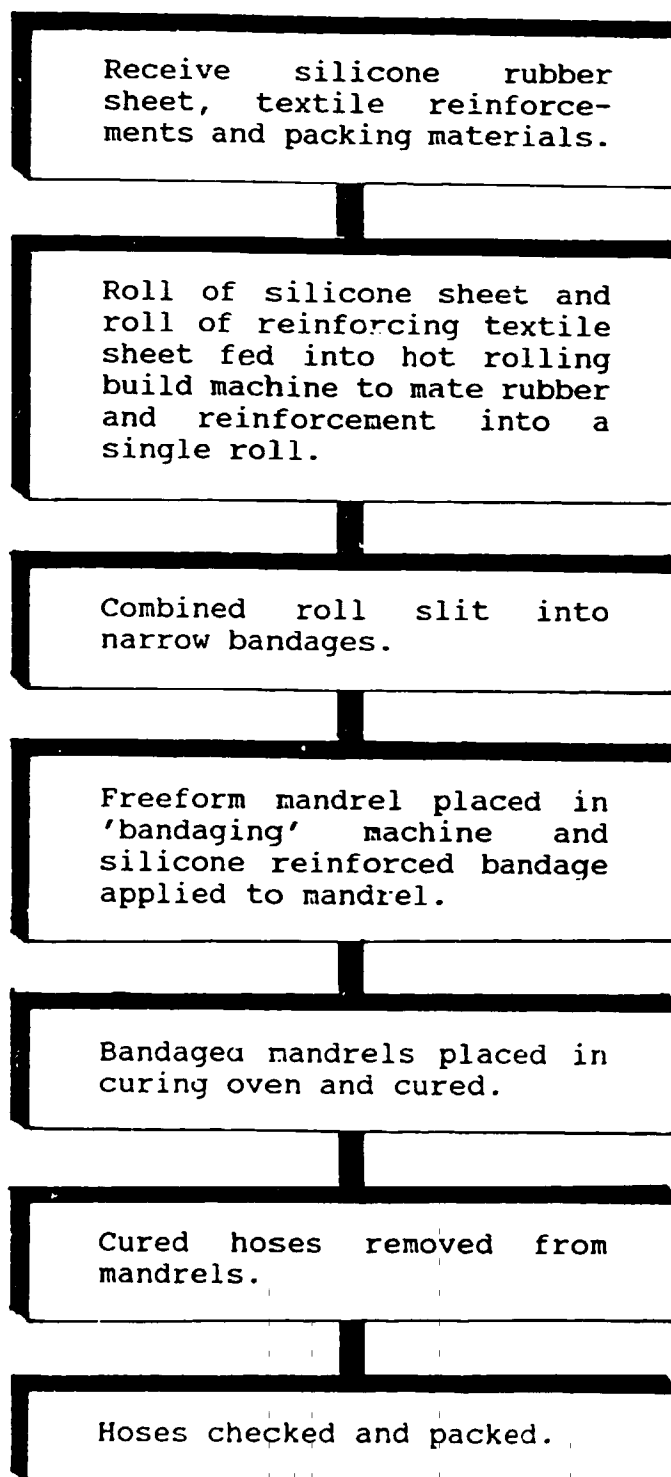 Receive silicone rubber
sheet, textile reinforce-
ments and packing materials.
Roll of silicone sheet and
roll of reinforcing textile
sheet fed into hot rolling
build machine to mate rubber
and reinforcement into a
single roll.
Combined roll slit into
narrow bandages.
Freeform mandrel placed in
'bandaging' machine and
silicone reinforced bandage
applied to mandrel.
Bandaged mandrels placed in
curing oven and cured.
Cured hoses removed from
mandrels.
Hoses checked and packed.